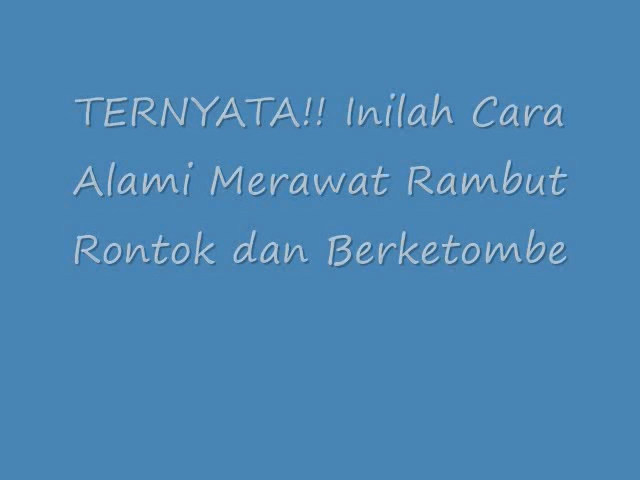 TERNYATA!! Inilah Cara
Alami Merawat Rambut
Rontok dan Berketombe